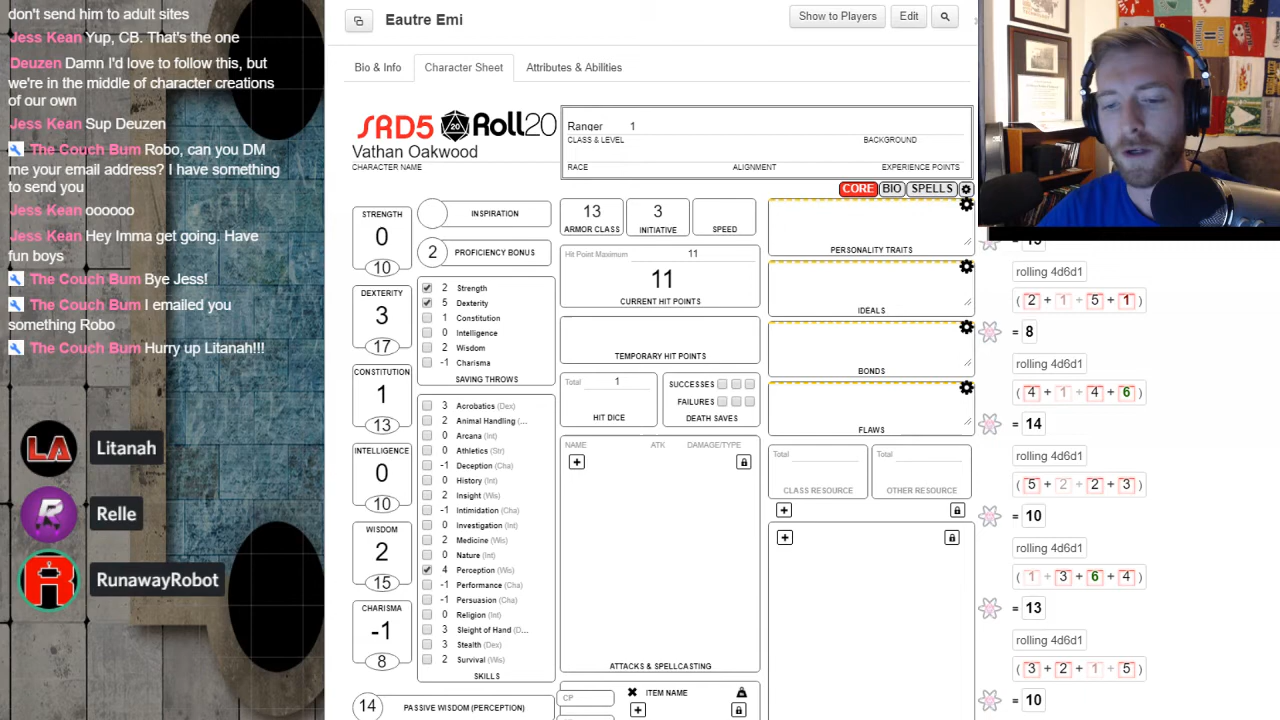 don't send him to adult sites
Jess Kean Yup, CB. That's the one
Deuzen Damn I'd love to follow this, but
we're in the middle of character creations
of our own
Jess Kean Sup Deuzen
The Couch Bum Robo, can you DM
me your email address? I have something
to send you
Jess Kean oooooo
Jess Kean Hey Imma get going. Have
fun boys
The Couch Bum Bye Jess!
The Couch Bum I emailed you
something Robo
The Couch Bum Hurry up Litanah!!!
LA Litanah
Relle
RunawayRobot
Eautre Emi
Show to Players
Edit
Bio & Info
Character Sheet
Attributes & Abilities
SRD5 20 Roll20
Vathan Oakwood
CHARACTER NAME
Ranger 1
CLASS & LEVEL
BACKGROUND
RACE
ALIGNMENT
EXPERIENCE POINTS
CORE BIO SPELLS
STRENGTH
0
10
DEXTERITY
3
17
CONSTITUTION
1
13
INTELLIGENCE
0
10
WISDOM
2
15
CHARISMA
-1
8
INSPIRATION
2 PROFICIENCY BONUS
2 Strength
5 Dexterity
1 Constitution
0 Intelligence
2 Wisdom
-1 Charisma
SAVING THROWS
3 Acrobatics (Dex)
2 Animal Handling (...
0 Arcana (Int)
0 Athletics (Str)
-1 Deception (Cha)
0 History (Int)
2 Insight (Wis)
-1 Intimidation (Cha)
0 Investigation (Int)
2 Medicine (Wis)
0 Nature (Int)
4 Perception (Wis)
-1 Performance (Cha)
-1 Persuasion (Cha)
0 Religion (Int)
3 Sleight of Hand (D...
3 Stealth (Dex)
2 Survival (Wis)
SKILLS
14 PASSIVE WISDOM (PERCEPTION)
13
ARMOR CLASS
3
INITIATIVE
SPEED
Hit Point Maximum 11
11
CURRENT HIT POINTS
TEMPORARY HIT POINTS
Total 1
HIT DICE
SUCCESSES
FAILURES
DEATH SAVES
NAME ATK DAMAGE/TYPE
+
ATTACKS & SPELLCASTING
CP
ITEM NAME
+
PERSONALITY TRAITS
IDEALS
BONDS
FLAWS
Total
CLASS RESOURCE
Total
OTHER RESOURCE
+
+
rolling 4d6d1
(2+1+5+1)
= 8
rolling 4d6d1
(4+1+4+6)
= 14
rolling 4d6d1
(5+2+2+3)
= 10
rolling 4d6d1
(1+3+6+4)
= 13
rolling 4d6d1
(3+2+1+5)
= 10